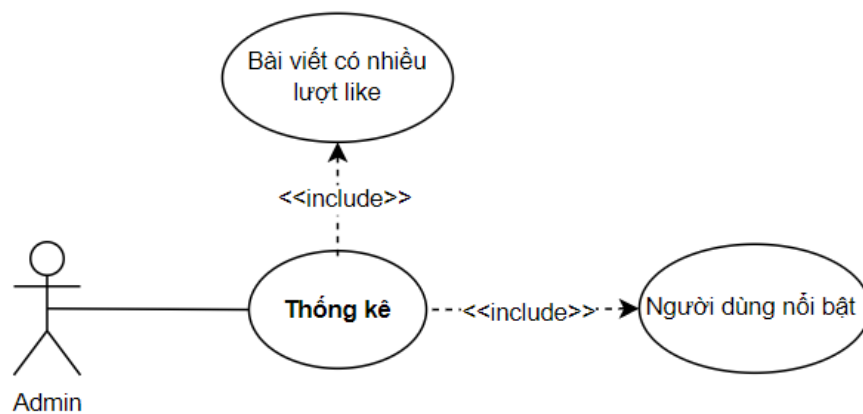 Bài viết có nhiều
lượt like
<<include>>
Thống kê
<<include>>
Người dùng nổi bật
Admin